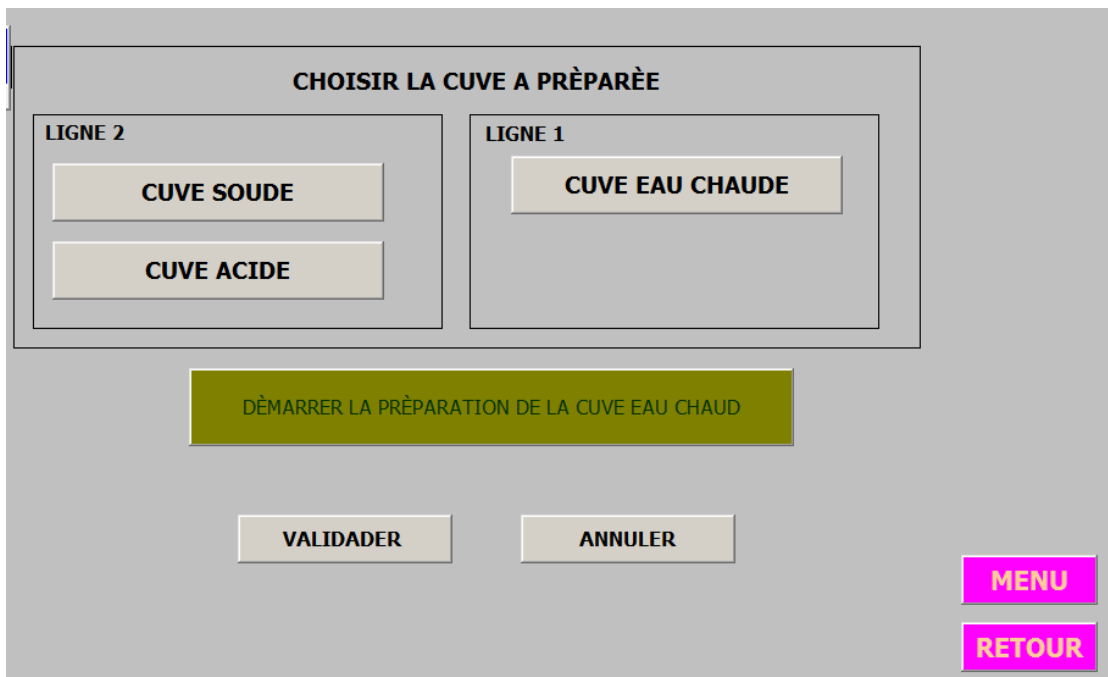 CHOISIR LA CUVE A PRÈPARÈE
LIGNE 2
CUVE SOUDE
CUVE ACIDE
LIGNE 1
CUVE EAU CHAUDE
DÈMARRER LA PRÈPARATION DE LA CUVE EAU CHAUD
VALIDADER
ANNULER
MENU
RETOUR